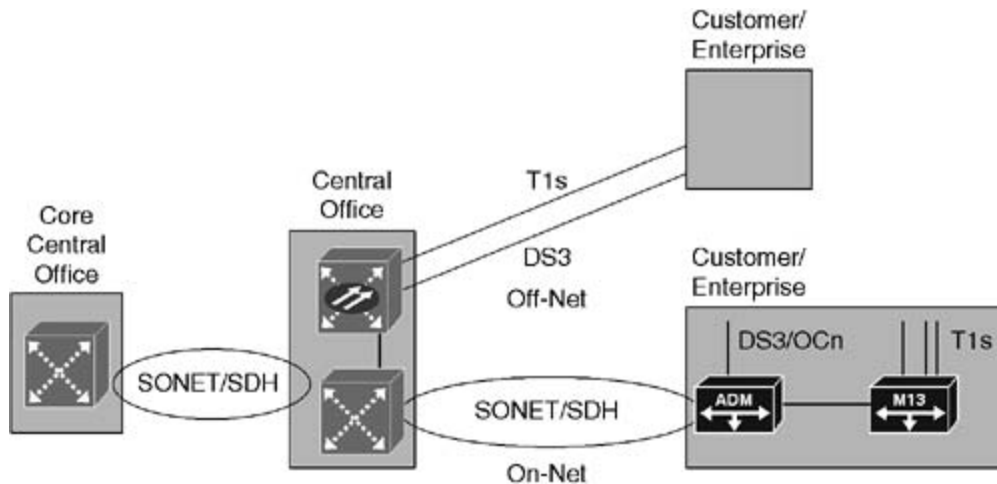 Customer/
Enterprise
T1s
Central
Office
Core
Central
Office
DS3
Off-Net
Customer/
Enterprise
DS3/OCn
T1s
SONET/SDH
SONET/SDH
ADM
M13
On-Net